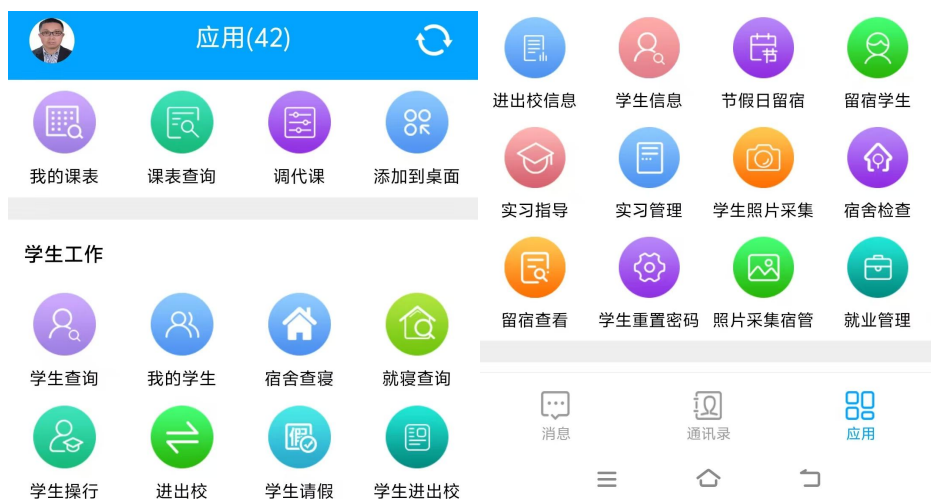 应用(42)
我的课表 课表查询 调代课 添加到桌面
学生工作
学生查询 我的学生 宿舍查寝 就寝查询
假
学生操行 进出校 学生请假 学生进出校
节
进出校信息 学生信息 节假日留宿 留宿学生
实习指导 实习管理 学生照片采集 宿舍检查
留宿查看 学生重置密码 照片采集宿管 就业管理
消息 通讯录 应用